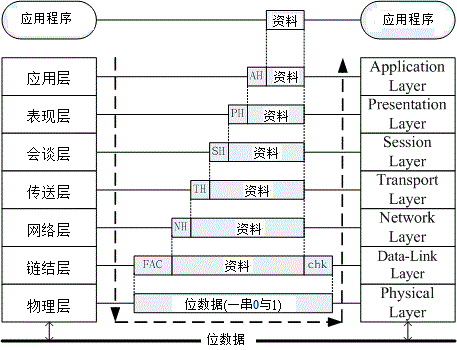 应用程序 资料 应用程序
应用层 AH 资料 Application Layer
表现层 PH 资料 Presentation Layer
会谈层 SH 资料 Session Layer
传送层 TH 资料 Transport Layer
网络层 NH 资料 Network Layer
链结层 FAC 资料 chk Data-Link Layer
物理层 位数据(一串0与1) Physical Layer
位数据